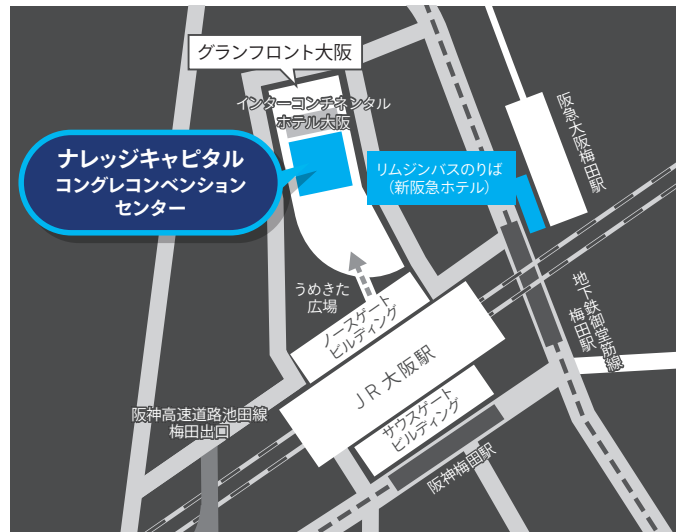 グランフロント大阪
インターコンチネンタル
ホテル大阪
ナレッジキャピタル
コングレコンベンション
センター
リムジンバスのりば
（新阪急ホテル）
阪急大阪梅田駅
うめきた
広場
ノースゲート
ビルディング
地下鉄御堂筋線
梅田駅
JR大阪駅
サウスゲート
ビルディング
阪神高速道路池田線
梅田出口
阪神梅田駅